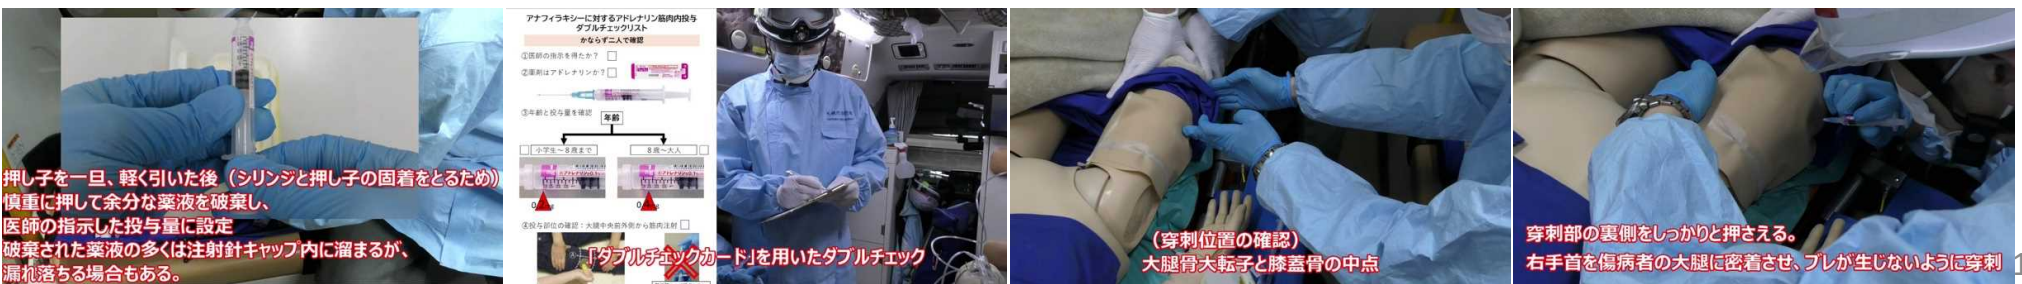 押し子を一旦、軽く引いた後（シリンジと押し子の固着をとるため）
慎重に押して余分な薬液を破棄し、
医師の指示した投与量に設定
破棄された薬液の多くは注射針キャップ内に溜まるが、
漏れ落ちる場合もある。
アナフィラキシーに対するアドレナリン筋肉内投与
ダブルチェックリスト
かならず二人で確認
①医師の指示を得たか？
②薬剤はアドレナリンか？
③年齢と投与量を確認
年齢
小学生～8歳まで
8歳～大人
④投与部位の確認：大腿中央前外側から筋肉注射
「ダブルチェックカード」を用いたダブルチェック
（穿刺位置の確認）
大腿骨大転子と膝蓋骨の中点
穿刺部の裏側をしっかりと押さえる。
右手首を傷病者の大腿に密着させ、ブレが生じないように穿刺